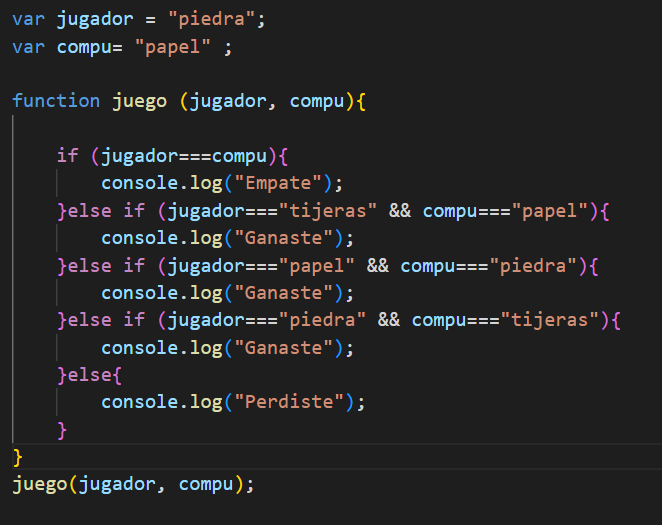 var jugador = "piedra";
var compu= "papel" ;
function juego (jugador, compu){
if (jugador===compu){
console.log("Empate");
}else if (jugador==="tijeras" && compu==="papel"){
console.log("Ganaste");
}else if (jugador==="papel" && compu==="piedra"){
console.log("Ganaste");
}else if (jugador==="piedra" && compu==="tijeras"){
console.log("Ganaste");
}else{
console.log("Perdiste");
}
}
juego(jugador, compu);